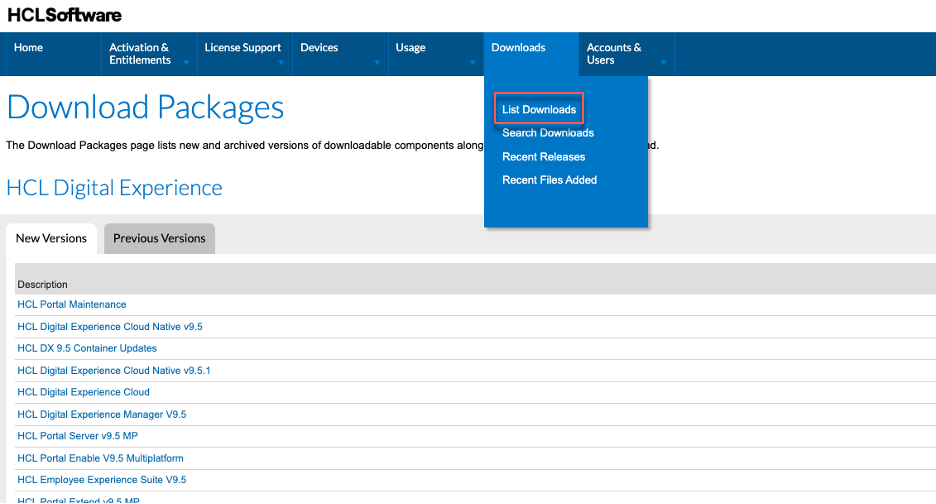 HCLSoftware
Home
Activation &
Entitlements
License Support
Devices
Usage
Downloads
Accounts &
Users
List Downloads
Search Downloads
Recent Releases
Recent Files Added
Download Packages
The Download Packages page lists new and archived versions of downloadable components along
HCL Digital Experience
New Versions
Previous Versions
Description
HCL Portal Maintenance
HCL Digital Experience Cloud Native v9.5
HCL DX 9.5 Container Updates
HCL Digital Experience Cloud Native v9.5.1
HCL Digital Experience Cloud
HCL Digital Experience Manager V9.5
HCL Portal Server v9.5 MP
HCL Portal Enable V9.5 Multiplatform
HCL Employee Experience Suite V9.5
HCL Portal Extend v9.5 MP